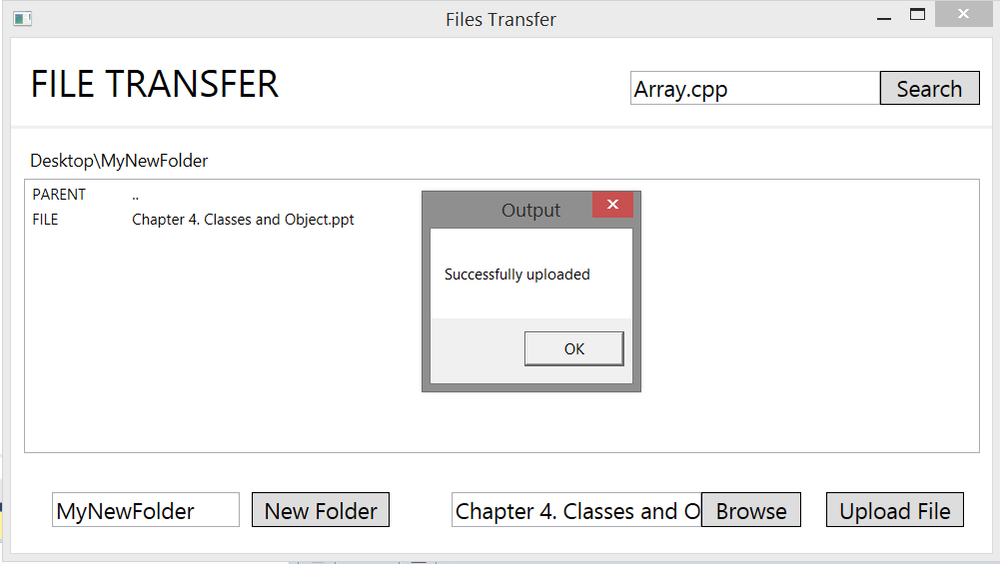 Files Transfer
FILE TRANSFER
Array.cpp
Search
Desktop\MyNewFolder
PARENT ..
FILE Chapter 4. Classes and Object.ppt
Output
Successfully uploaded
OK
MyNewFolder
New Folder
Chapter 4. Classes and O
Browse
Upload File